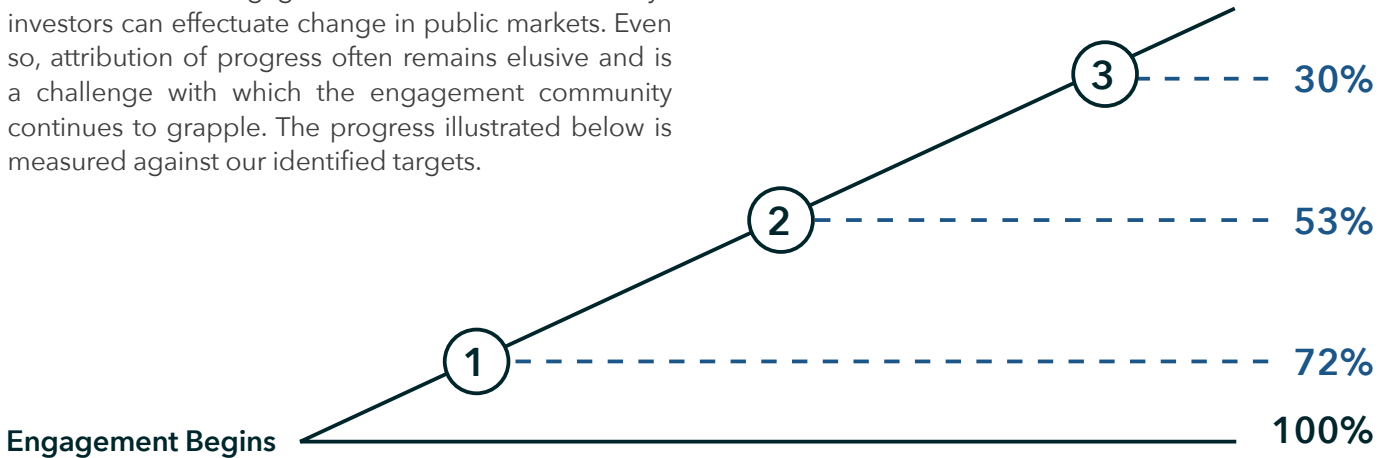 investors can effectuate change in public markets. Even
so, attribution of progress often remains elusive and is
a challenge with which the engagement community
continues to grapple. The progress illustrated below is
measured against our identified targets.
3
30%
2
53%
1
72%
Engagement Begins
100%